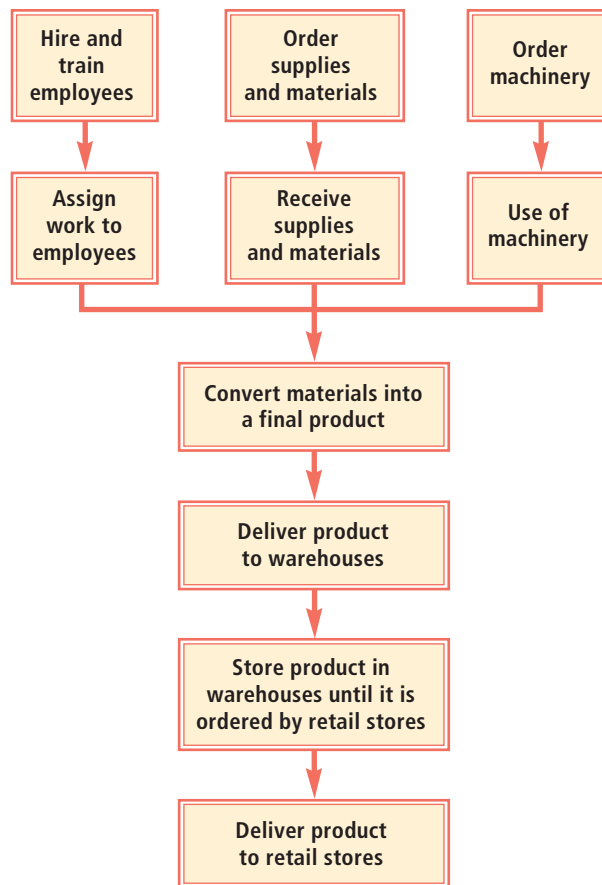 Hire and
train
employees
Order
supplies
and materials
Order
machinery
Assign
work to
employees
Receive
supplies
and materials
Use of
machinery
Convert materials into
a final product
Deliver product
to warehouses
Store product in
warehouses until it is
ordered by retail stores
Deliver product
to retail stores